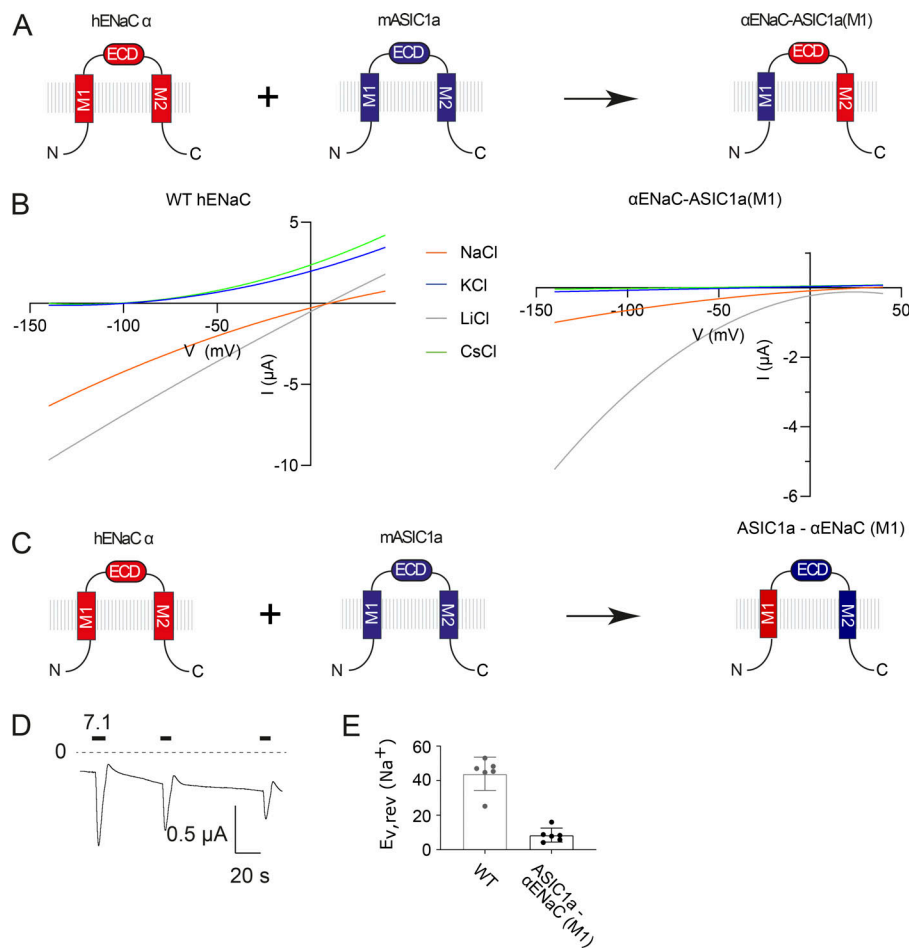 A
hENaC α
mASIC1a
αENaC-ASIC1a(M1)
ECD
ECD
ECD
M1
M2
+
M1
M2
M1
M2
N
C
N
C
N
C
B
WT hENaC
αENaC-ASIC1a(M1)
5
NaCl
KCl
LiCl
CsCl
-150
-100
-50
0
V (mV)
I (µA)
-5
-10
-150
-100
-50
50
V (mV)
I (µA)
-2
-4
-6
C
hENaC α
mASIC1a
ASIC1a - αENaC (M1)
ECD
ECD
ECD
M1
M2
+
M1
M2
M1
M2
N
C
N
C
N
C
D
7.1
0
0.5 µA
20 s
E
Ev,rev (Na+)
60
40
20
0
WT
ASIC1a -
αENaC (M1)